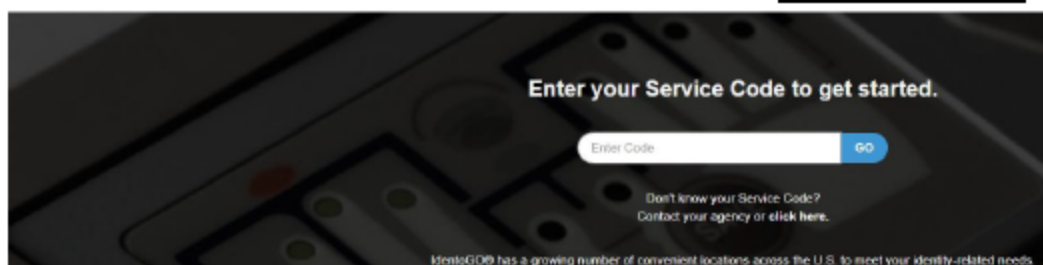 Enter your Service Code to get started.
Enter Code GO
Don't know your Service Code?
Contact your agency or click here.
IdentoGO® has a growing number of convenient locations across the U.S. to meet your identity-related needs.